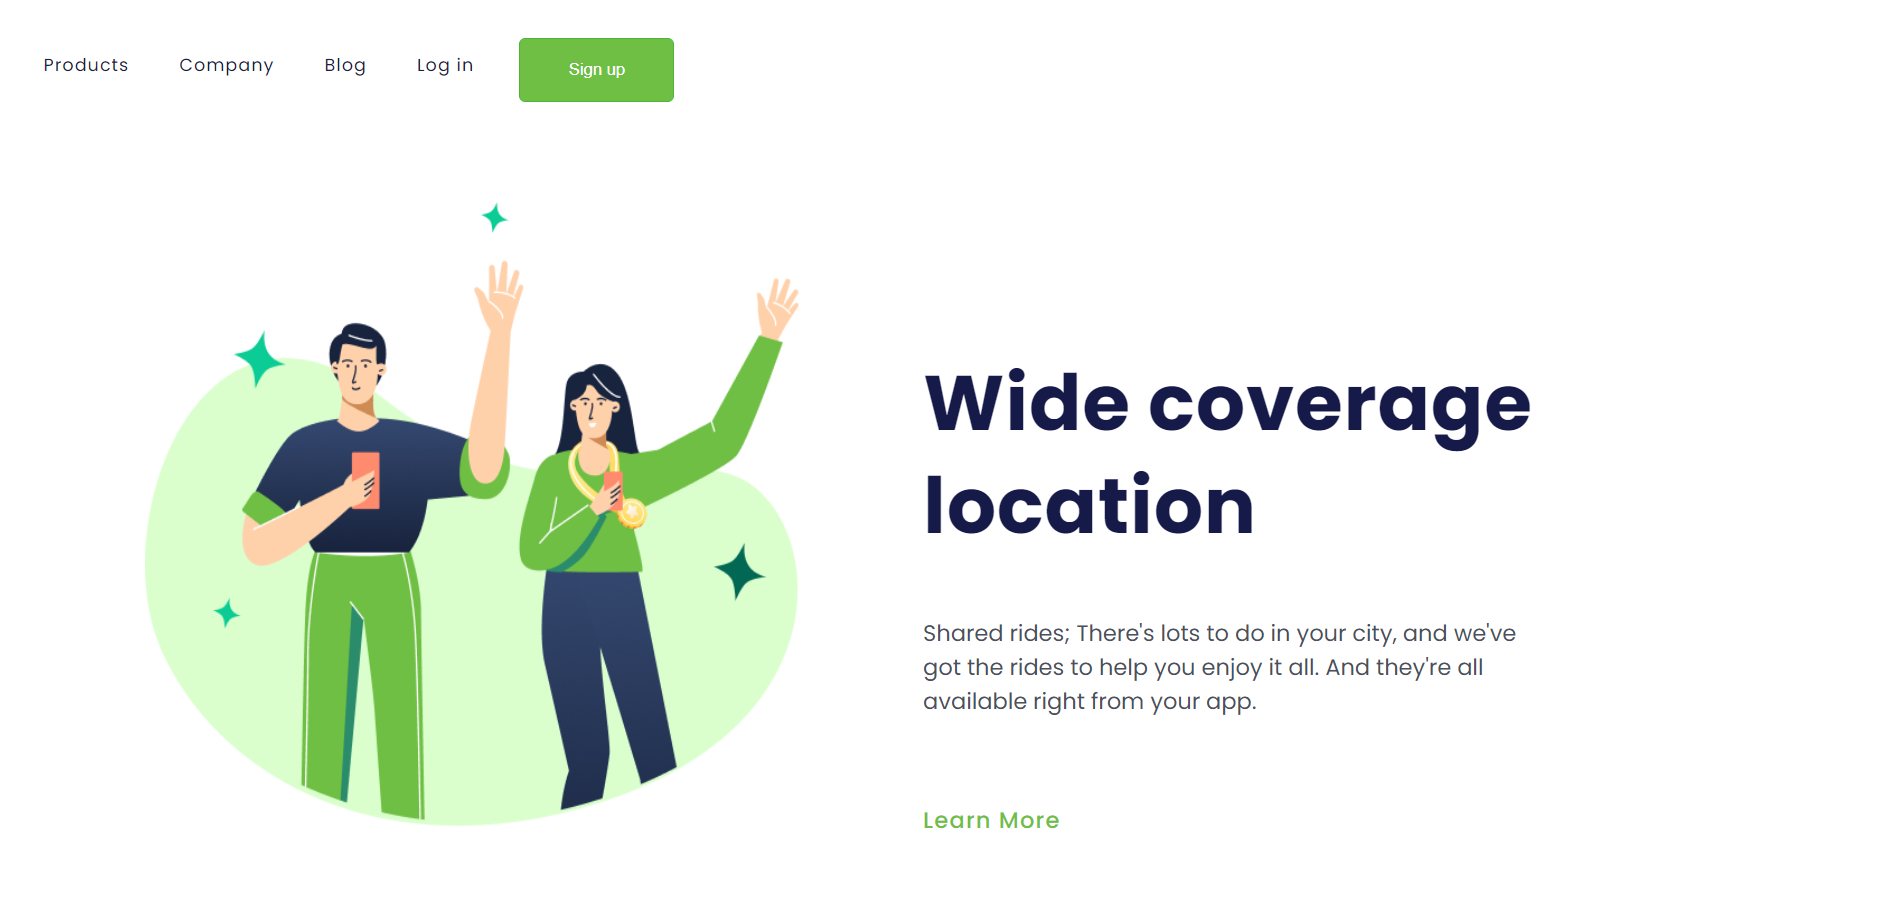 Products Company Blog Log in Sign up
Wide coverage
location
Shared rides; There's lots to do in your city, and we've
got the rides to help you enjoy it all. And they're all
available right from your app.
Learn More